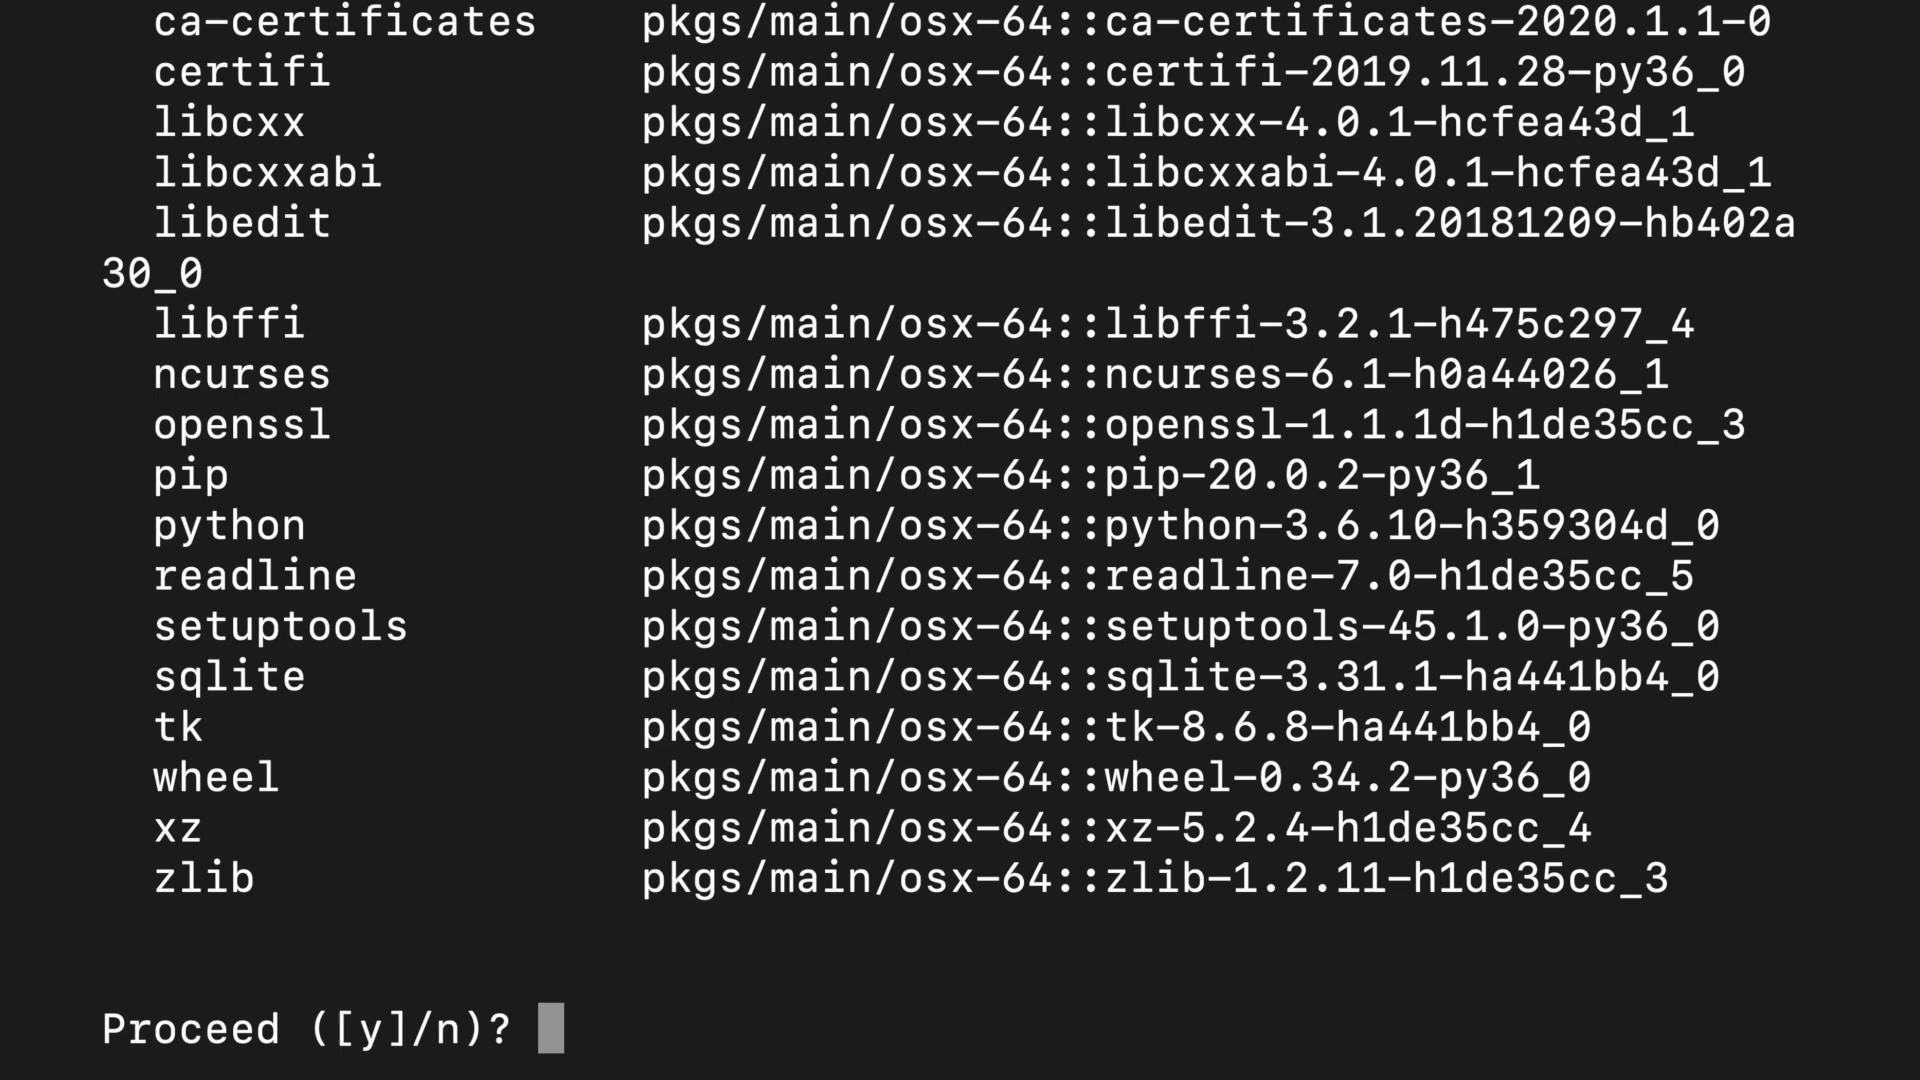 ca-certificates    pkgs/main/osx-64::ca-certificates-2020.1.1-0
certifi            pkgs/main/osx-64::certifi-2019.11.28-py36_0
libcxx             pkgs/main/osx-64::libcxx-4.0.1-hcfea43d_1
libcxxabi          pkgs/main/osx-64::libcxxabi-4.0.1-hcfea43d_1
libedit            pkgs/main/osx-64::libedit-3.1.20181209-hb402a
30_0
libffi             pkgs/main/osx-64::libffi-3.2.1-h475c297_4
ncurses            pkgs/main/osx-64::ncurses-6.1-h0a44026_1
openssl            pkgs/main/osx-64::openssl-1.1.1d-h1de35cc_3
pip                pkgs/main/osx-64::pip-20.0.2-py36_1
python             pkgs/main/osx-64::python-3.6.10-h359304d_0
readline           pkgs/main/osx-64::readline-7.0-h1de35cc_5
setuptools         pkgs/main/osx-64::setuptools-45.1.0-py36_0
sqlite             pkgs/main/osx-64::sqlite-3.31.1-ha441bb4_0
tk                 pkgs/main/osx-64::tk-8.6.8-ha441bb4_0
wheel              pkgs/main/osx-64::wheel-0.34.2-py36_0
xz                 pkgs/main/osx-64::xz-5.2.4-h1de35cc_4
zlib               pkgs/main/osx-64::zlib-1.2.11-h1de35cc_3
Proceed ([y]/n)?